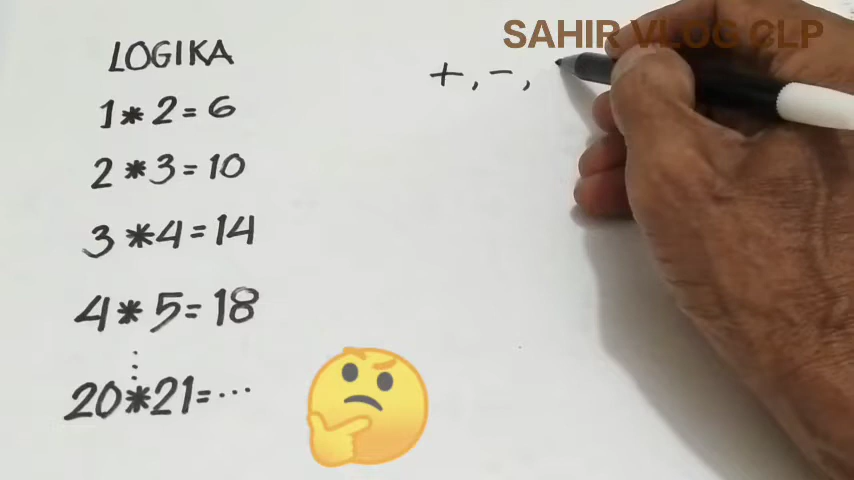 SAHIR VLOG CLP
LOGIKA
+, -,
1 * 2 = 6
2 * 3 = 10
3 * 4 = 14
4 * 5 = 18
⋮
20 * 21 = ...